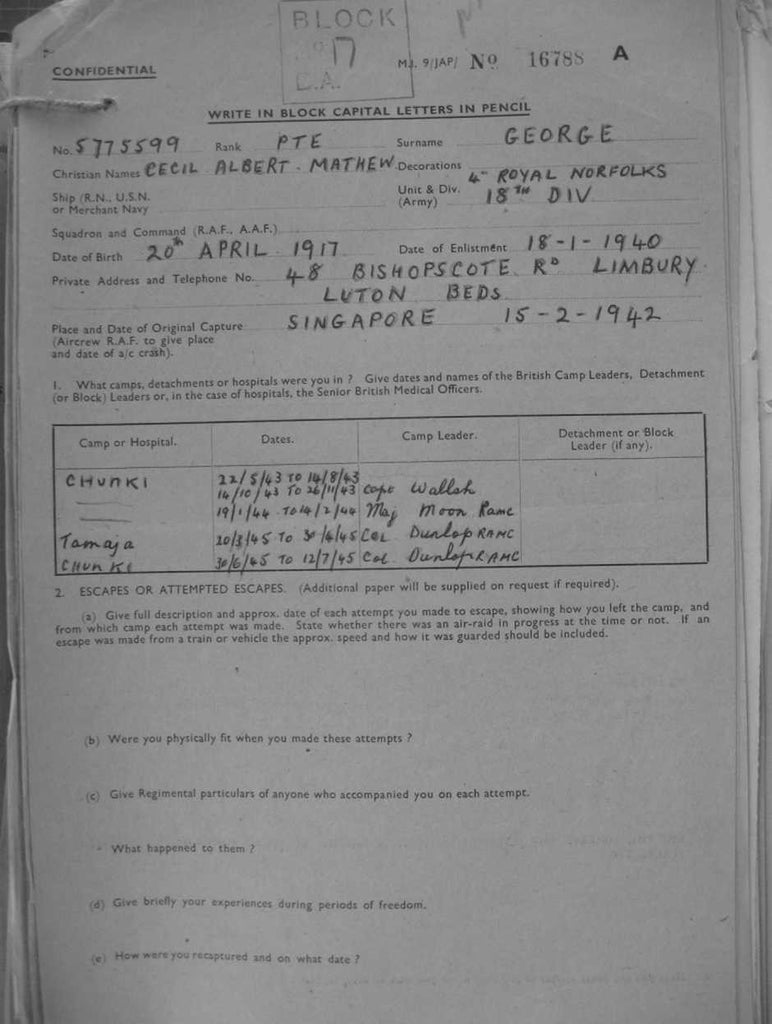 BLOCK
17
CONFIDENTIAL
M.I. 9/JAP/ No 16788 A
WRITE IN BLOCK CAPITAL LETTERS IN PENCIL
No. 5775599 Rank PTE Surname GEORGE
Christian Names CECIL ALBERT. MATHEW Decorations
4th ROYAL NORFOLKS
Ship (R.N., U.S.N. or Merchant Navy
Unit & Div. (Army) 18TH DIV
Squadron and Command (R.A.F., A.A.F.)
Date of Birth 20th APRIL 1917 Date of Enlistment 18-1-1940
Private Address and Telephone No. 48 BISHOPSCOTE RD LIMBURY.
LUTON BEDS
Place and Date of Original Capture SINGAPORE 15-2-1942
(Aircrew R.A.F. to give place
and date of a/c crash).
1. What camps, detachments or hospitals were you in ? Give dates and names of the British Camp Leaders, Detachment
(or Block) Leaders or, in the case of hospitals, the Senior British Medical Officers.
Camp or Hospital. Dates. Camp Leader. Detachment or Block
Leader (if any).
CHUNKI 22/5/43 TO 14/8/43
14/10/43 TO 26/11/43 Capt Wallsh
19/1/44 TO 14/2/44 Maj Moon Ramc
Tamaja 20/3/45 TO 30/4/45 Col Dunlop RAMC
CHUNKI 30/6/45 TO 12/7/45 Col Dunlop RAMC
2. ESCAPES OR ATTEMPTED ESCAPES. (Additional paper will be supplied on request if required).
(a) Give full description and approx. date of each attempt you made to escape, showing how you left the camp, and
from which camp each attempt was made. State whether there was an air-raid in progress at the time or not. If an
escape was made from a train or vehicle the approx. speed and how it was guarded should be included.
(b) Were you physically fit when you made these attempts ?
(c) Give Regimental particulars of anyone who accompanied you on each attempt.
What happened to them ?
(d) Give briefly your experiences during periods of freedom.
(e) How were you recaptured and on what date ?